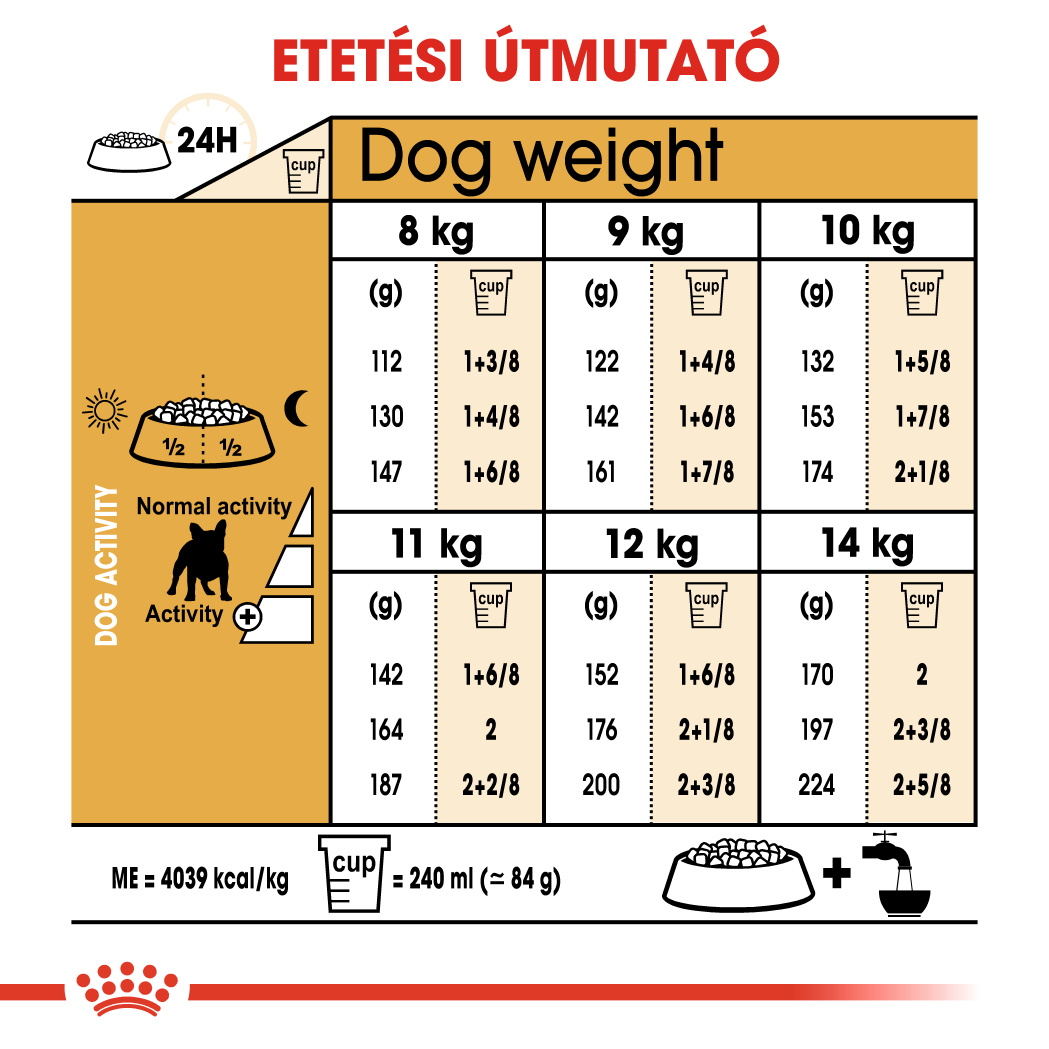 ETETÉSI ÚTMUTATÓ
24H
cup
Dog weight
8 kg 9 kg 10 kg
(g) cup (g) cup (g) cup
112 1+3/8 122 1+4/8 132 1+5/8
130 1+4/8 142 1+6/8 153 1+7/8
147 1+6/8 161 1+7/8 174 2+1/8
½ ½
DOG ACTIVITY
Normal activity
Activity +
11 kg 12 kg 14 kg
(g) cup (g) cup (g) cup
142 1+6/8 152 1+6/8 170 2
164 2 176 2+1/8 197 2+3/8
187 2+2/8 200 2+3/8 224 2+5/8
ME = 4039 kcal/kg cup = 240 ml (≃ 84 g) +